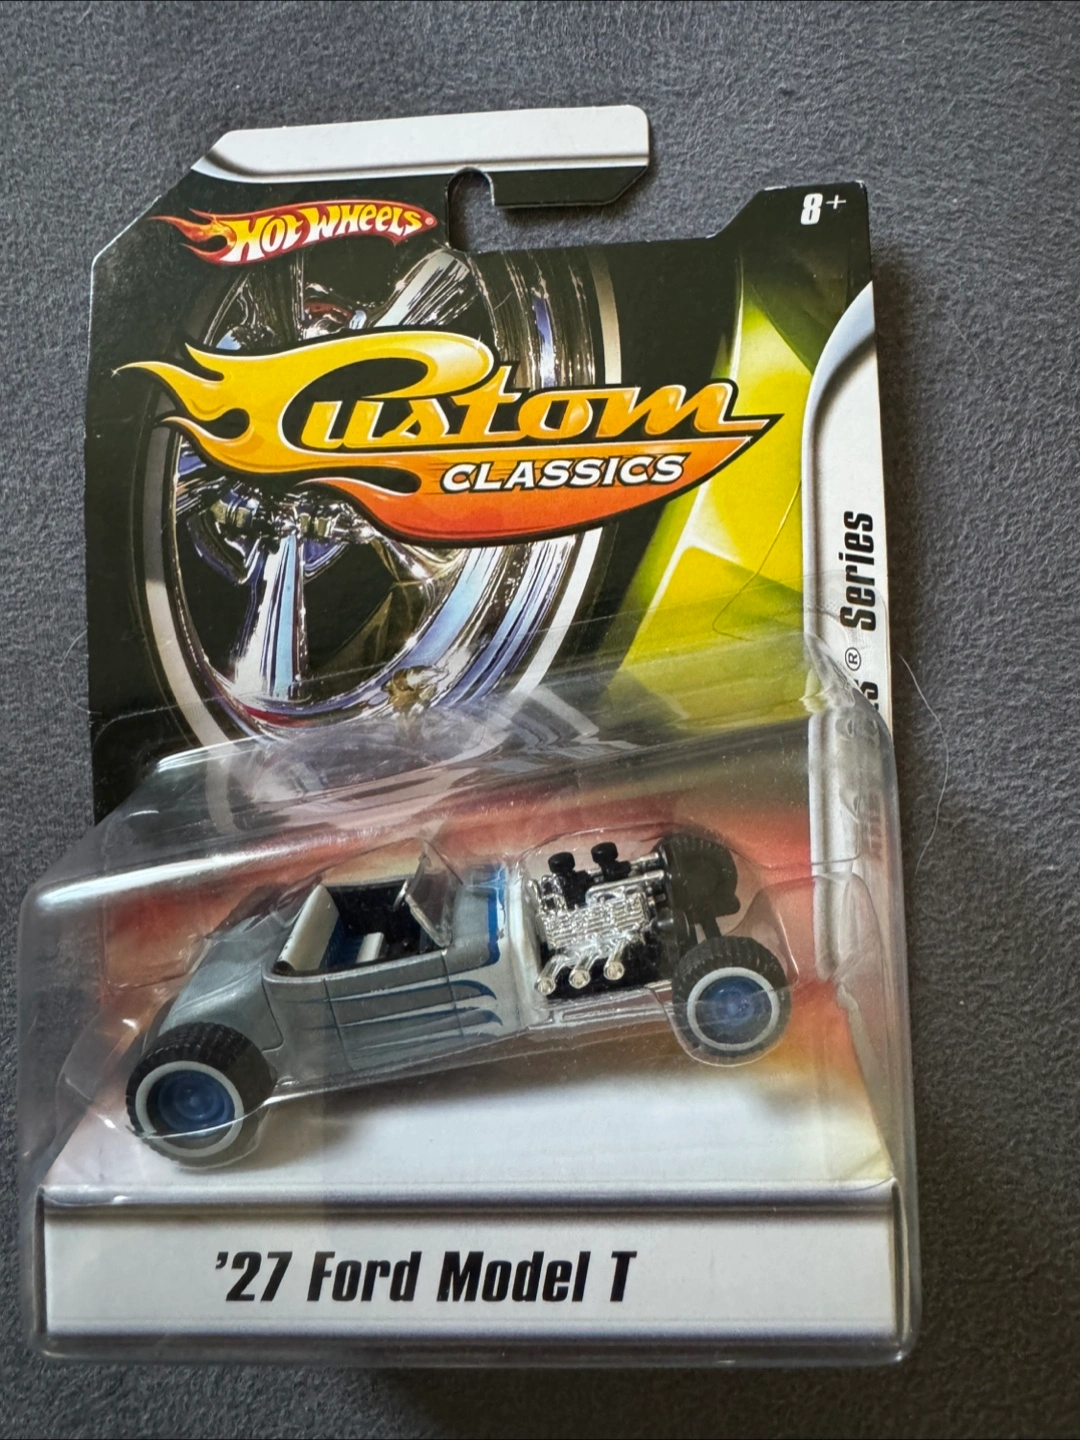 HOT WHEELS®
8+
Custom
CLASSICS
® Series
'27 Ford Model T